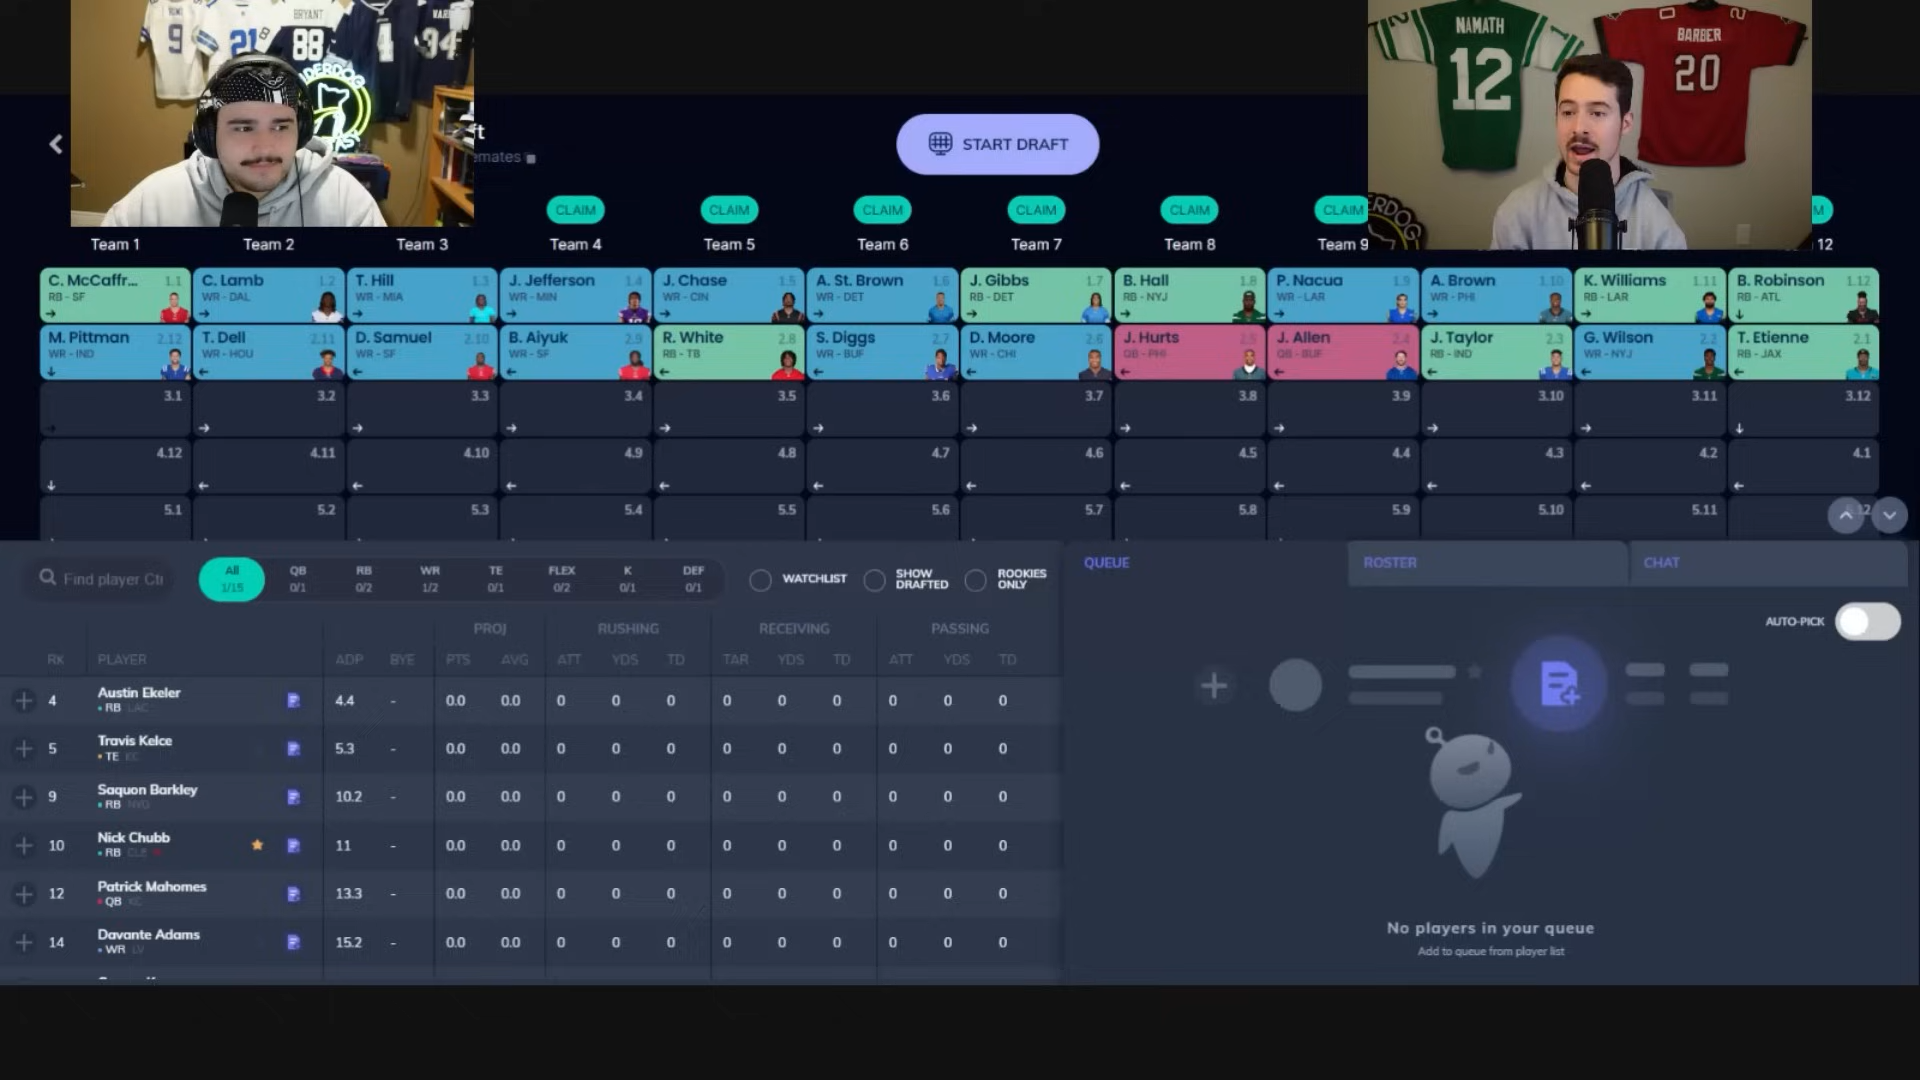 9
21
88
BRYANT
4
94
NAMATH
12
BARBER
20
START DRAFT
CLAIM
CLAIM
CLAIM
CLAIM
CLAIM
CLAIM
Team 1
Team 2
Team 3
Team 4
Team 5
Team 6
Team 7
Team 8
Team 9
12
C. McCaffr... 1.1
RB - SF
C. Lamb 1.2
WR - DAL
T. Hill 1.3
WR - MIA
J. Jefferson 1.4
WR - MIN
J. Chase 1.5
WR - CIN
A. St. Brown 1.6
WR - DET
J. Gibbs 1.7
RB - DET
B. Hall 1.8
RB - NYJ
P. Nacua 1.9
WR - LAR
A. Brown 1.10
WR - PHI
K. Williams 1.11
RB - LAR
B. Robinson 1.12
RB - ATL
M. Pittman 2.12
WR - IND
T. Dell 2.11
WR - HOU
D. Samuel 2.10
WR - SF
B. Aiyuk 2.9
WR - SF
R. White 2.8
RB - TB
S. Diggs 2.7
WR - BUF
D. Moore 2.6
WR - CHI
J. Hurts 2.5
QB - PHI
J. Allen 2.4
QB - BUF
J. Taylor 2.3
RB - IND
G. Wilson 2.2
WR - NYJ
T. Etienne 2.1
RB - JAX
3.1 3.2 3.3 3.4 3.5 3.6 3.7 3.8 3.9 3.10 3.11 3.12
4.12 4.11 4.10 4.9 4.8 4.7 4.6 4.5 4.4 4.3 4.2 4.1
5.1 5.2 5.3 5.4 5.5 5.6 5.7 5.8 5.9 5.10 5.11 5.12
All 1/15
QB 0/1
RB 0/2
WR 1/2
TE 0/1
FLEX 0/2
K 0/1
DEF 0/1
WATCHLIST
SHOW DRAFTED
ROOKIES ONLY
QUEUE
ROSTER
CHAT
AUTO-PICK
Find player
PROJ RUSHING RECEIVING PASSING
RK PLAYER ADP BYE PTS AVG ATT YDS TD TAR YDS TD ATT YDS TD
4 Austin Ekeler 4.4 - 0.0 0.0 0 0 0 0 0 0 0 0 0
RB LAC
5 Travis Kelce 5.3 - 0.0 0.0 0 0 0 0 0 0 0 0 0
TE KC
9 Saquon Barkley 10.2 - 0.0 0.0 0 0 0 0 0 0 0 0 0
RB NYG
10 Nick Chubb 11 - 0.0 0.0 0 0 0 0 0 0 0 0 0
RB CLE
12 Patrick Mahomes 13.3 - 0.0 0.0 0 0 0 0 0 0 0 0 0
QB KC
14 Davante Adams 15.2 - 0.0 0.0 0 0 0 0 0 0 0 0 0
WR LV
No players in your queue
Add to queue from player list